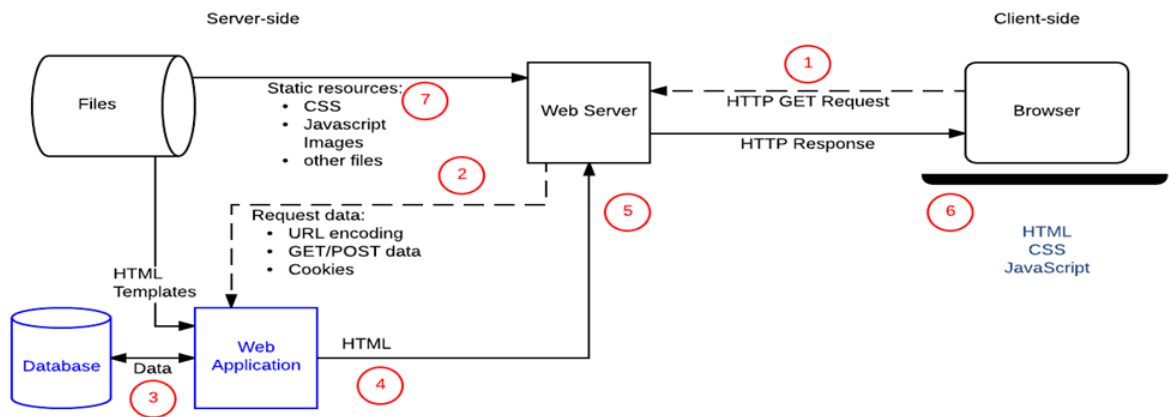 Server-side
Client-side
1
Files
Static resources:
• CSS
• Javascript
Images
• other files
7
Web Server
HTTP GET Request
HTTP Response
Browser
2
5
6
Request data:
• URL encoding
• GET/POST data
• Cookies
HTML
CSS
JavaScript
HTML
Templates
Database
Data
3
Web
Application
HTML
4